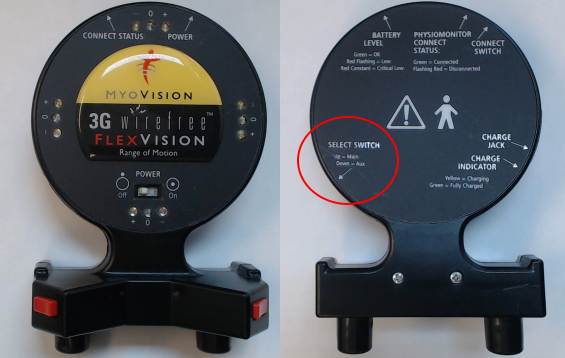 - O +
CONNECT STATUS
POWER
MYOVISION
3G wirefree™
FLEXVISION
Range of Motion
+ O -
- O +
POWER
Off
On
- O +
BATTERY
LEVEL
Green = OK
Red Flashing = Low
Red Constant = Critical Low
PHYSIOMONITOR
CONNECT
STATUS:
Green = Connected
Flashing Red = Disconnected
CONNECT
SWITCH
SELECT SWITCH
Up = Main
Down = Aux
CHARGE
JACK
CHARGE
INDICATOR
Yellow = Charging
Green = Fully Charged